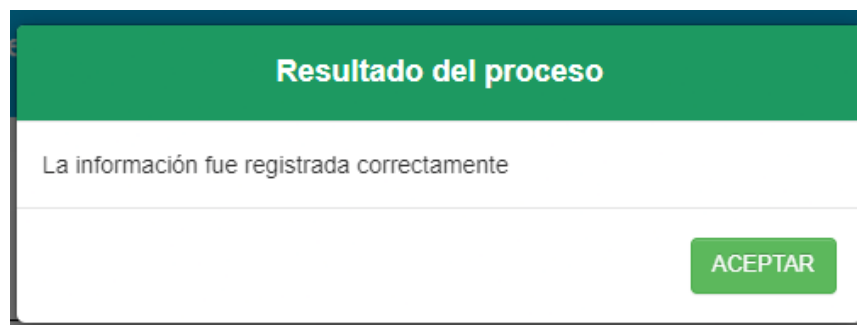 Resultado del proceso
La información fue registrada correctamente
ACEPTAR